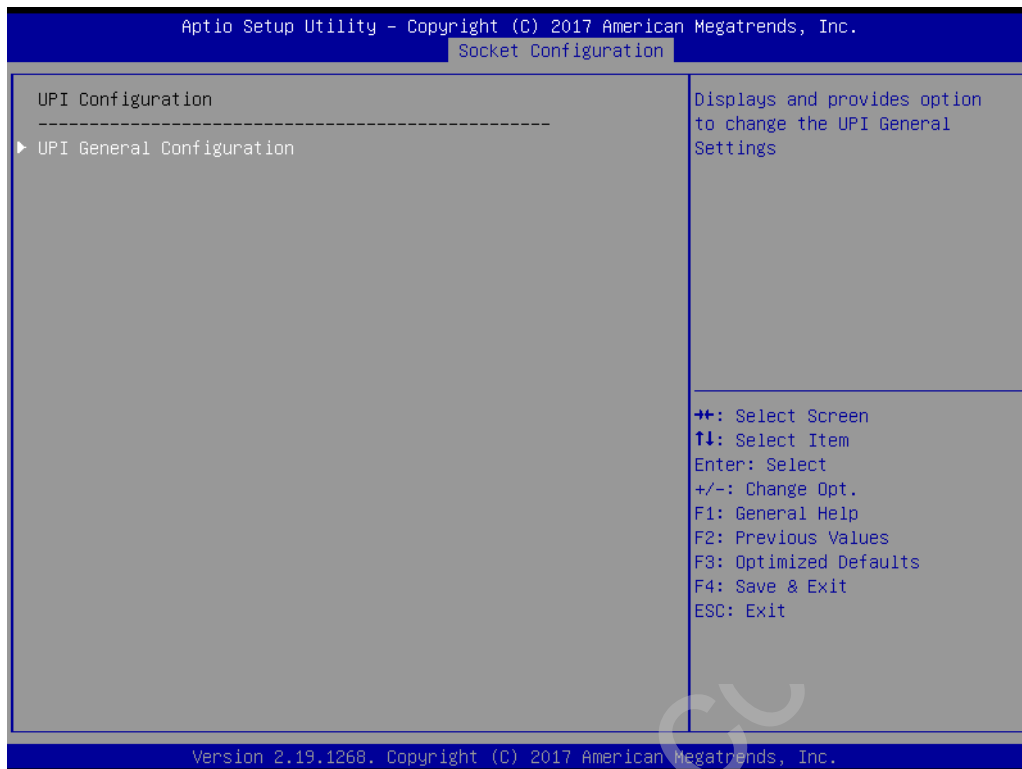 Aptio Setup Utility – Copyright (C) 2017 American Megatrends, Inc.
Socket Configuration
UPI Configuration
--------------------------------------------------
UPI General Configuration
Displays and provides option
to change the UPI General
Settings
→←: Select Screen
↑↓: Select Item
Enter: Select
+/-: Change Opt.
F1: General Help
F2: Previous Values
F3: Optimized Defaults
F4: Save & Exit
ESC: Exit
Version 2.19.1268. Copyright (C) 2017 American Megatrends, Inc.